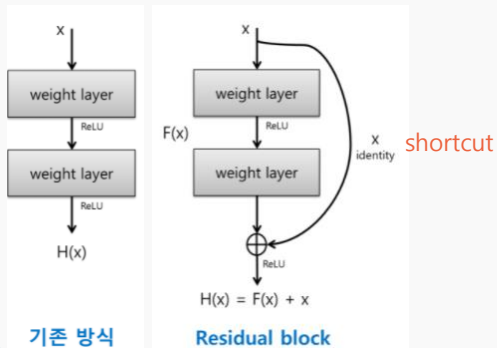 x
weight layer
ReLU
weight layer
ReLU
H(x)
기존 방식
x
weight layer
F(x)
ReLU
weight layer
x
identity
shortcut
ReLU
H(x) = F(x) + x
Residual block